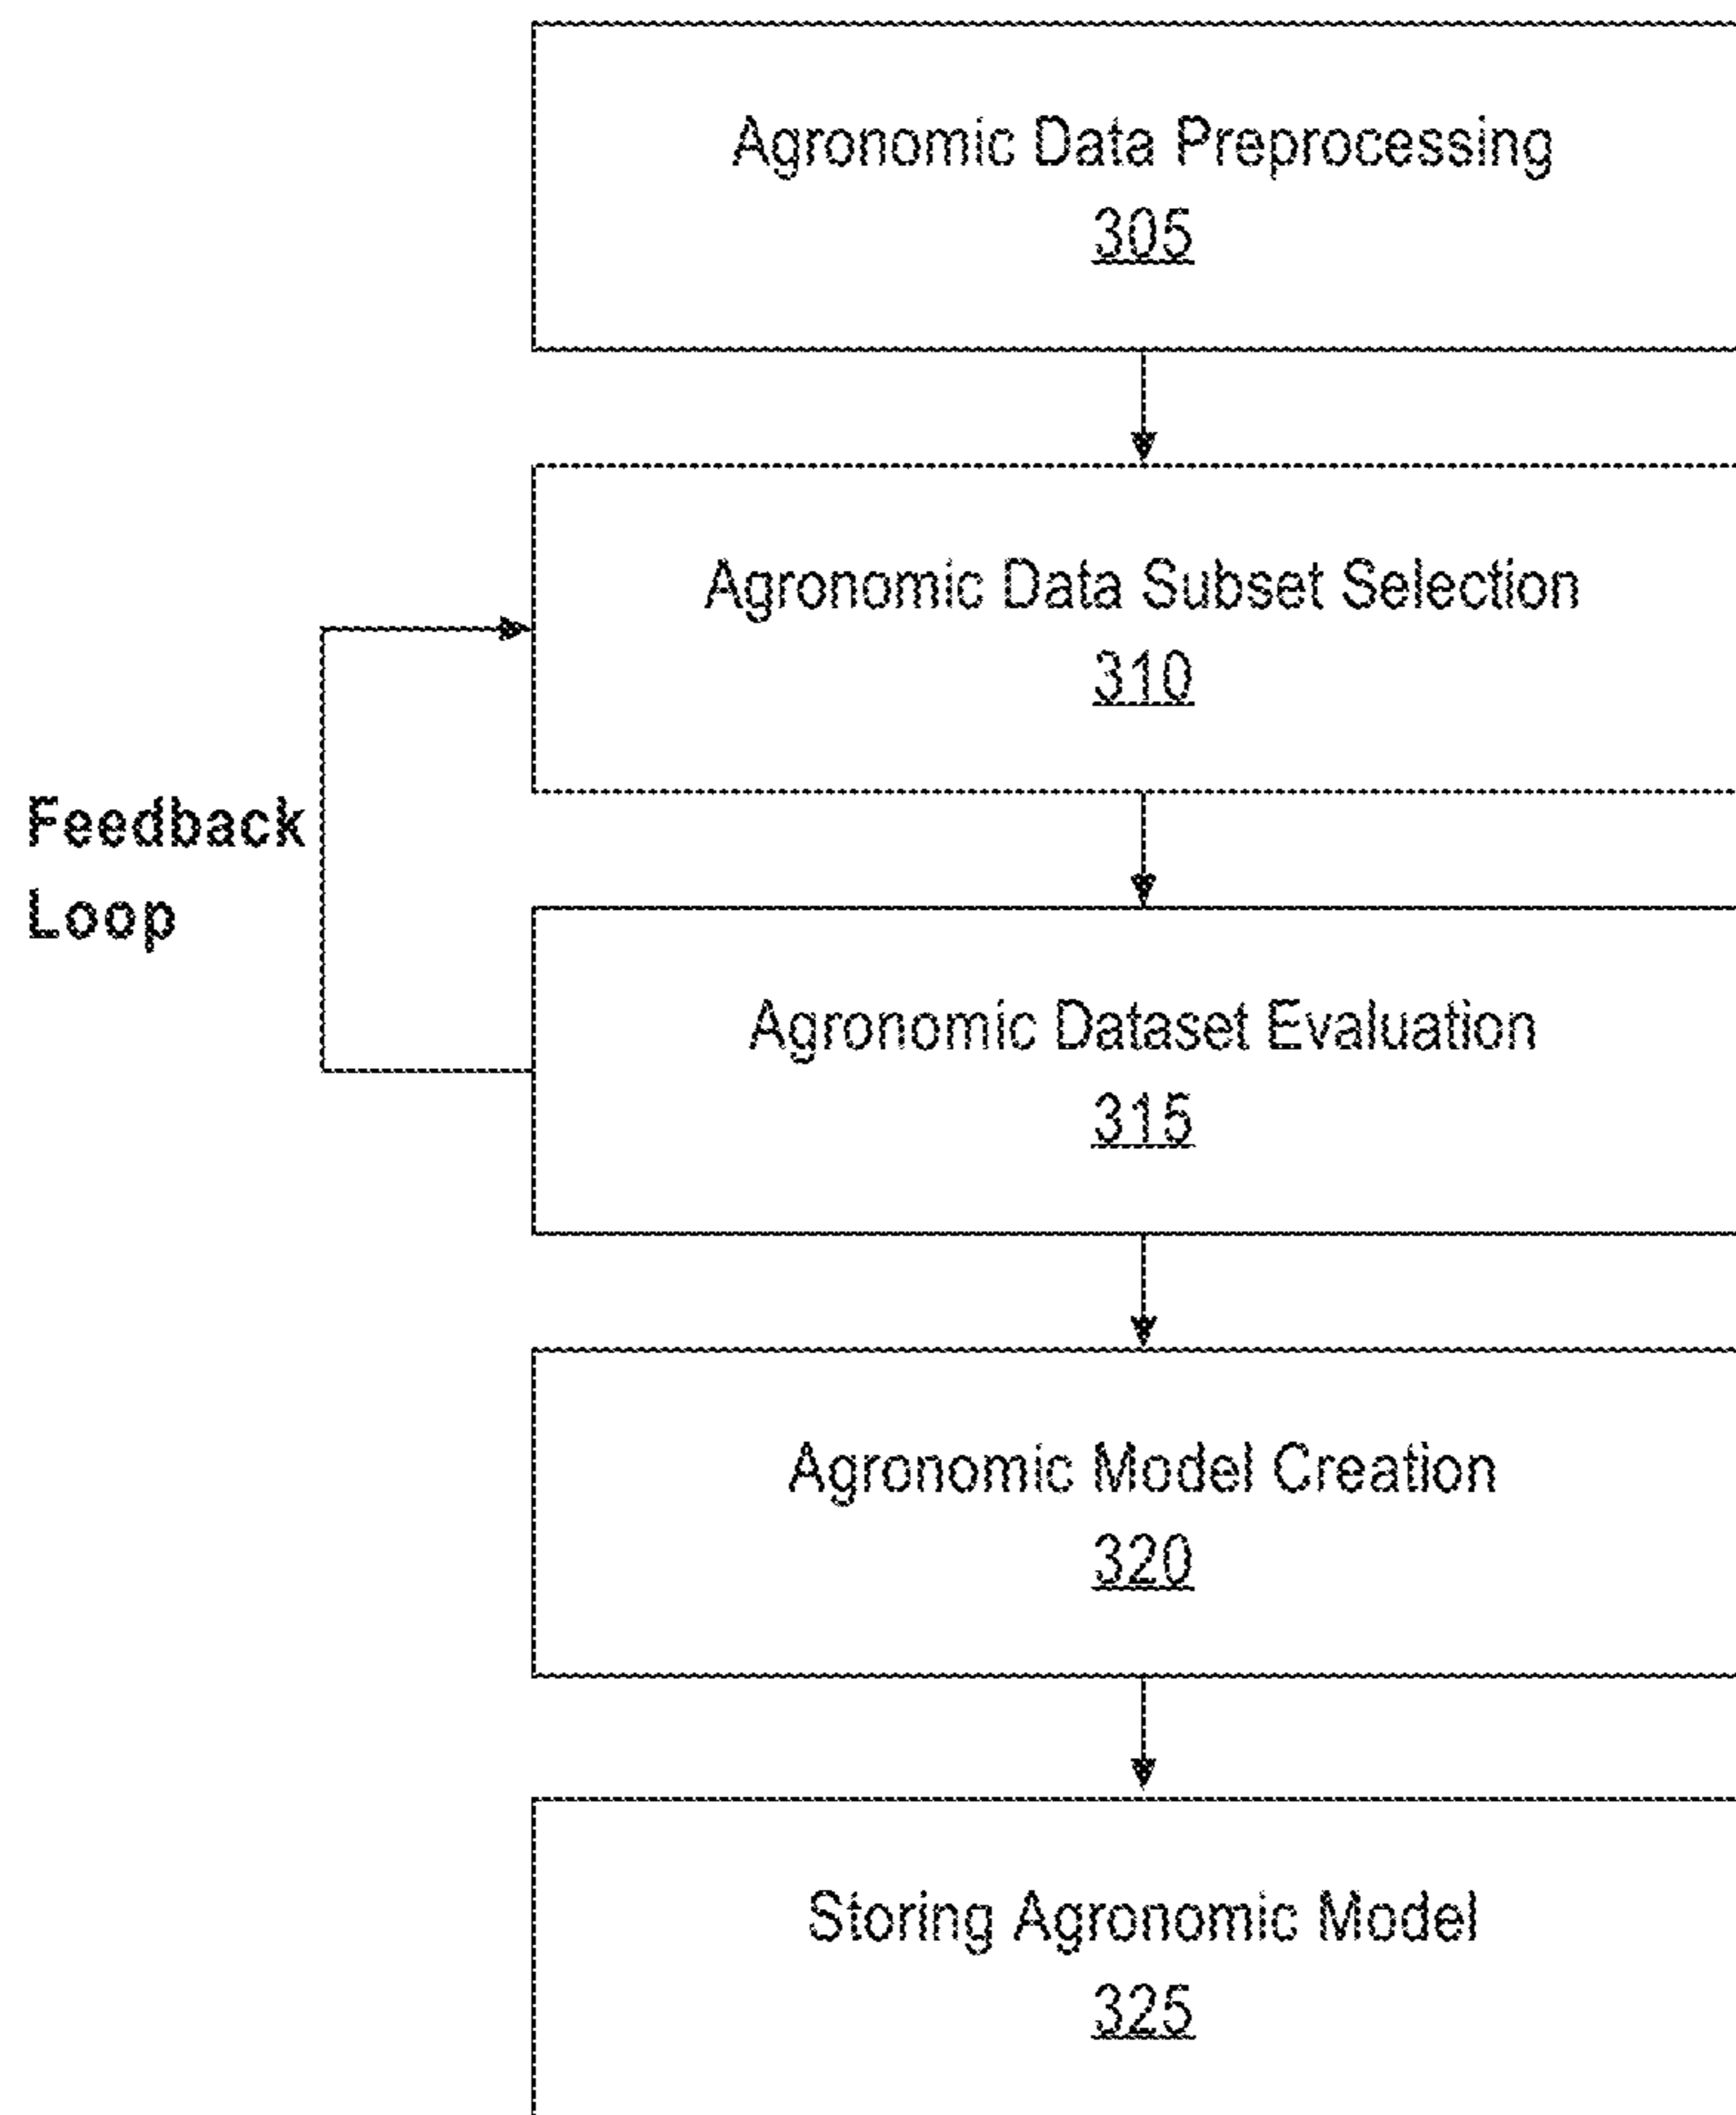 Agronomic Data Preprocessing
305
Agronomic Data Subset Selection
310
Feedback
Loop
Agronomic Dataset Evaluation
315
Agronomic Model Creation
320
Storing Agronomic Model
325